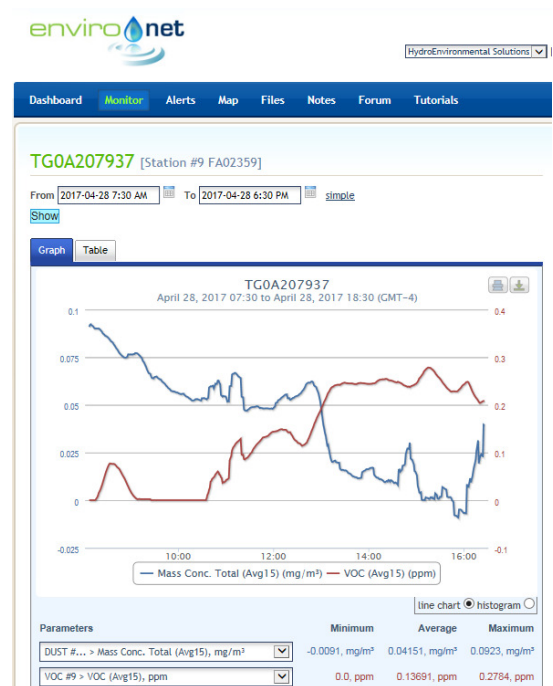 enviro net
HydroEnvironmental Solutions
Dashboard Monitor Alerts Map Files Notes Forum Tutorials
TG0A207937 [Station #9 FA02359]
From 2017-04-28 7:30 AM To 2017-04-28 6:30 PM simple
Show
Graph Table
TG0A207937
April 28, 2017 07:30 to April 28, 2017 18:30 (GMT-4)
0.1 0.4
0.075 0.3
0.05 0.2
0.025 0.1
0 0
-0.025 -0.1
10:00 12:00 14:00 16:00
Mass Conc. Total (Avg15) (mg/m³) VOC (Avg15) (ppm)
line chart histogram
Parameters Minimum Average Maximum
DUST #... > Mass Conc. Total (Avg15), mg/m³ -0.0091, mg/m³ 0.04151, mg/m³ 0.0923, mg/m³
VOC #9 > VOC (Avg15), ppm 0.0, ppm 0.13691, ppm 0.2784, ppm